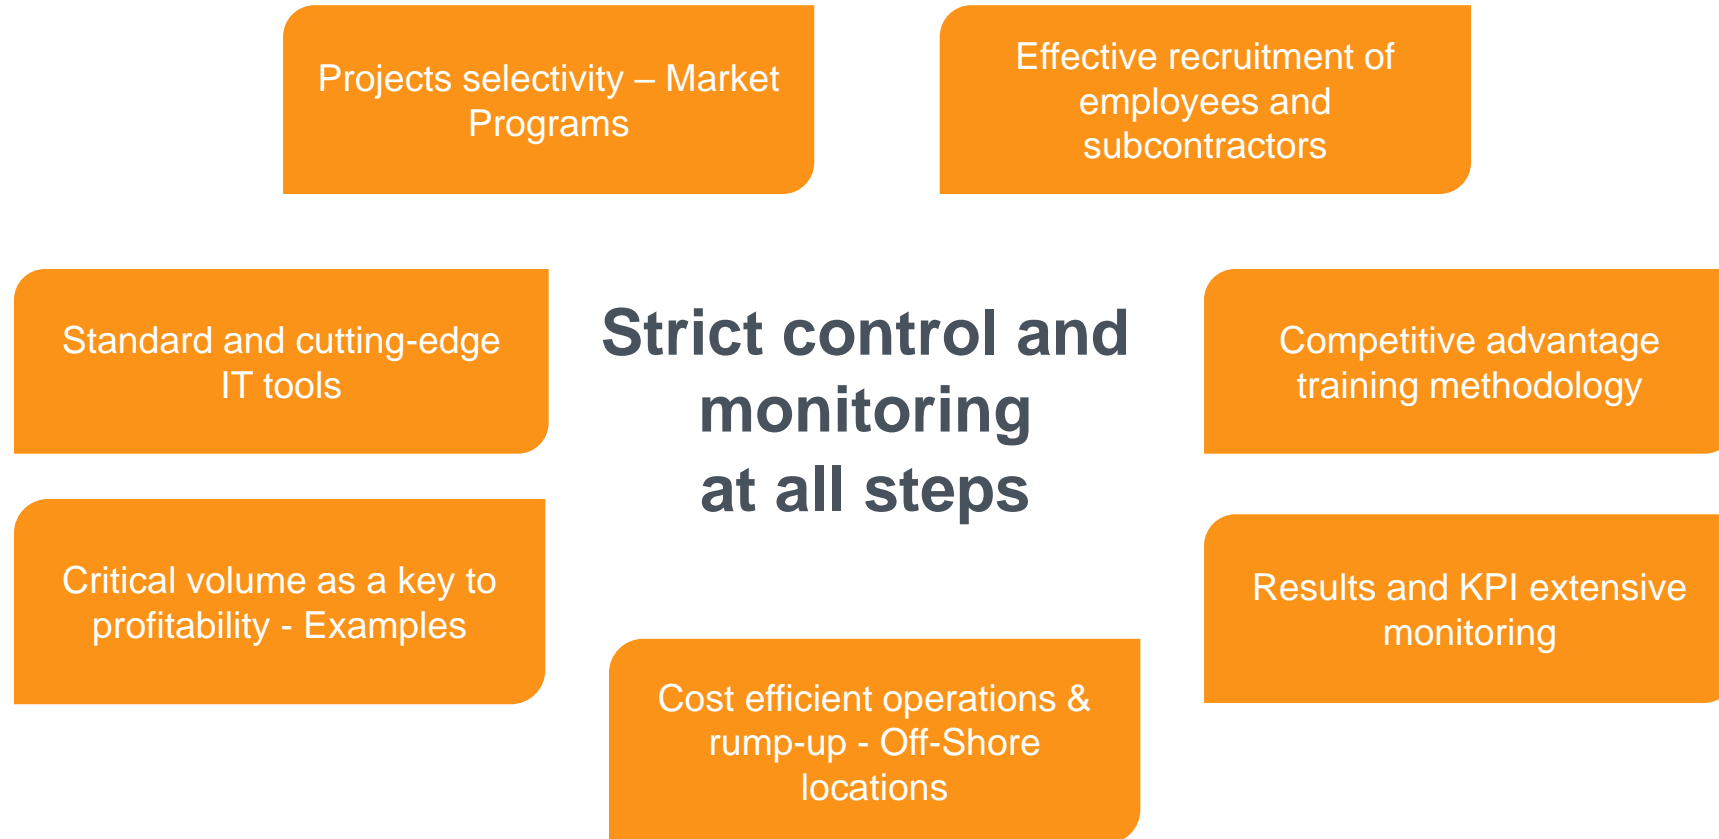 Projects selectivity – Market
Programs
Effective recruitment of
employees and
subcontractors
Standard and cutting-edge
IT tools
Strict control and
monitoring
at all steps
Competitive advantage
training methodology
Critical volume as a key to
profitability - Examples
Results and KPI extensive
monitoring
Cost efficient operations &
rump-up - Off-Shore
locations